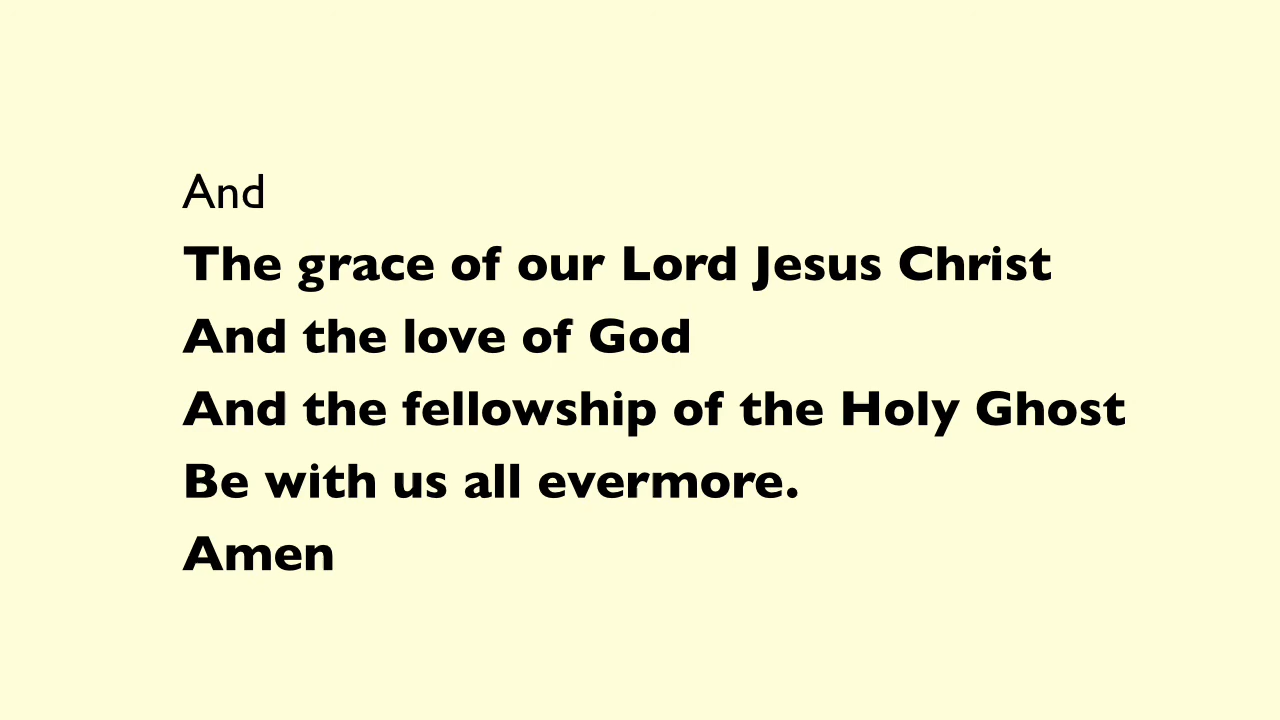 And
The grace of our Lord Jesus Christ
And the love of God
And the fellowship of the Holy Ghost
Be with us all evermore.
Amen